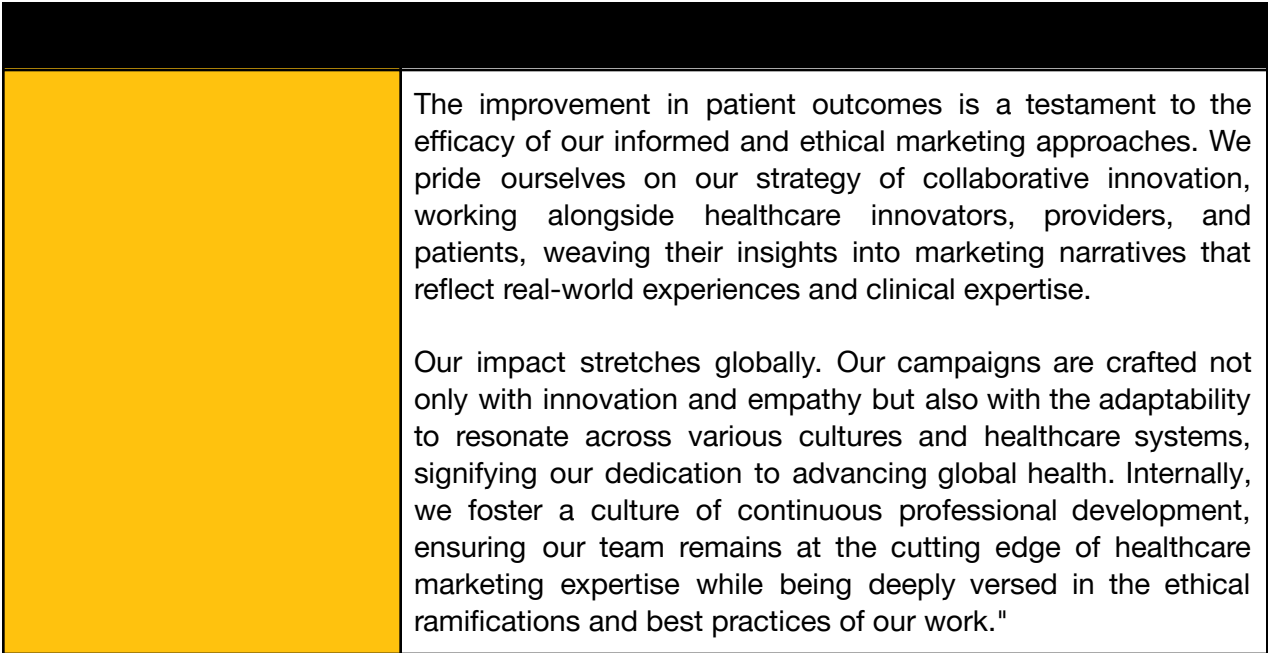 The improvement in patient outcomes is a testament to the
efficacy of our informed and ethical marketing approaches. We
pride ourselves on our strategy of collaborative innovation,
working alongside healthcare innovators, providers, and
patients, weaving their insights into marketing narratives that
reflect real-world experiences and clinical expertise.
Our impact stretches globally. Our campaigns are crafted not
only with innovation and empathy but also with the adaptability
to resonate across various cultures and healthcare systems,
signifying our dedication to advancing global health. Internally,
we foster a culture of continuous professional development,
ensuring our team remains at the cutting edge of healthcare
marketing expertise while being deeply versed in the ethical
ramifications and best practices of our work."